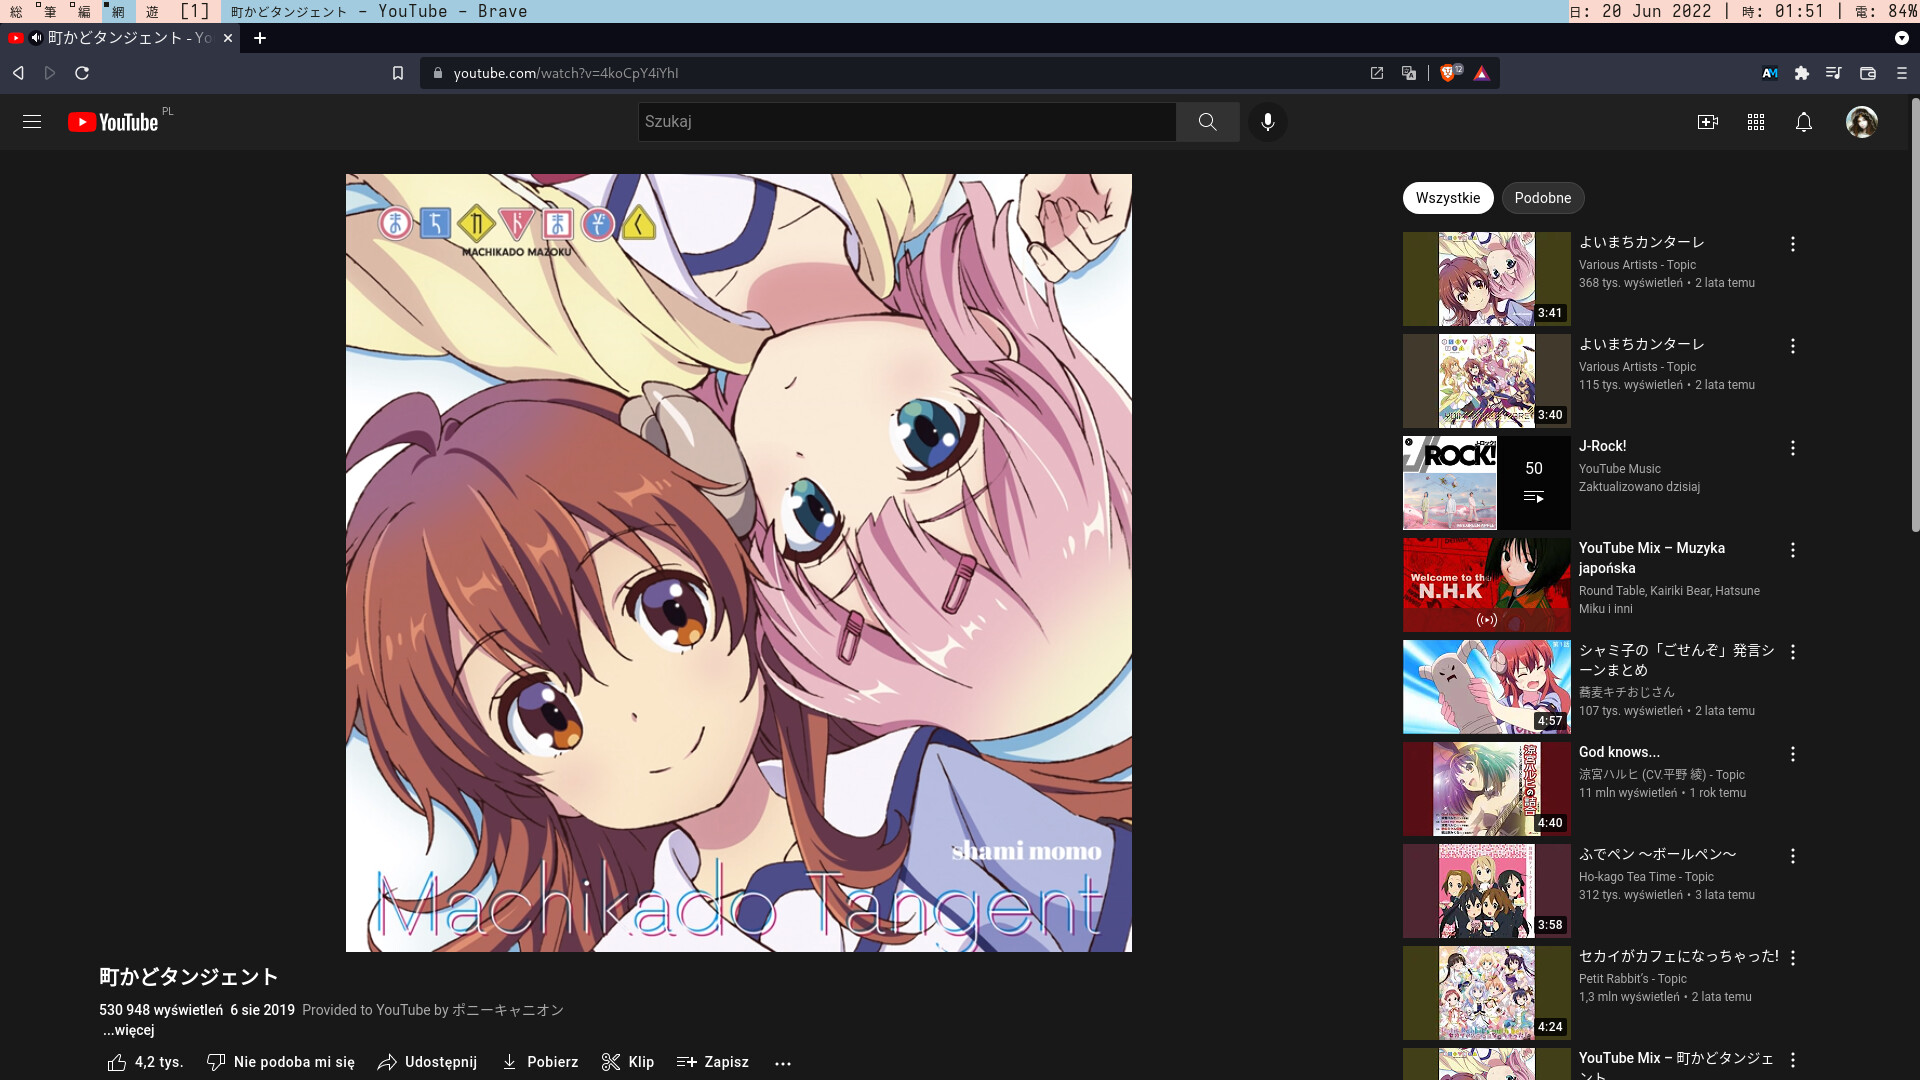 総 筆 編 網 遊 [1] 町かどタンジェント - YouTube - Brave 日: 20 Jun 2022 | 時: 01:51 | 電: 84%
町かどタンジェント - Yo
youtube.com/watch?v=4koCpY4iYhI
12
AM
YouTube PL
Szukaj
まちカドまぞく
MACHIKADO MAZOKU
shami momo
Machikado Tangent
町かどタンジェント
530 948 wyświetleń 6 sie 2019 Provided to YouTube by ポニーキャニオン
...więcej
4,2 tys. Nie podoba mi się Udostępnij Pobierz Klip Zapisz
Wszystkie Podobne
よいまちカンターレ
Various Artists - Topic
368 tys. wyświetleń • 2 lata temu
3:41
よいまちカンターレ
Various Artists - Topic
115 tys. wyświetleń • 2 lata temu
3:40
J-Rock!
YouTube Music
Zaktualizowano dzisiaj
ROCK!
50
YouTube Mix – Muzyka
japońska
Round Table, Kairiki Bear, Hatsune
Miku i inni
Welcome to the
N.H.K
シャミ子の「ごせんぞ」発言シ
ーンまとめ
蕎麦キチおじさん
107 tys. wyświetleń • 2 lata temu
4:57
God knows...
涼宮ハルヒ (CV.平野 綾) - Topic
11 mln wyświetleń • 1 rok temu
涼宮ハルヒの詰合
4:40
ふでペン 〜ボールペン〜
Ho-kago Tea Time - Topic
312 tys. wyświetleń • 3 lata temu
3:58
セカイがカフェになっちゃった!
Petit Rabbit's - Topic
1,3 mln wyświetleń • 2 lata temu
4:24
YouTube Mix – 町かどタンジェ
ント